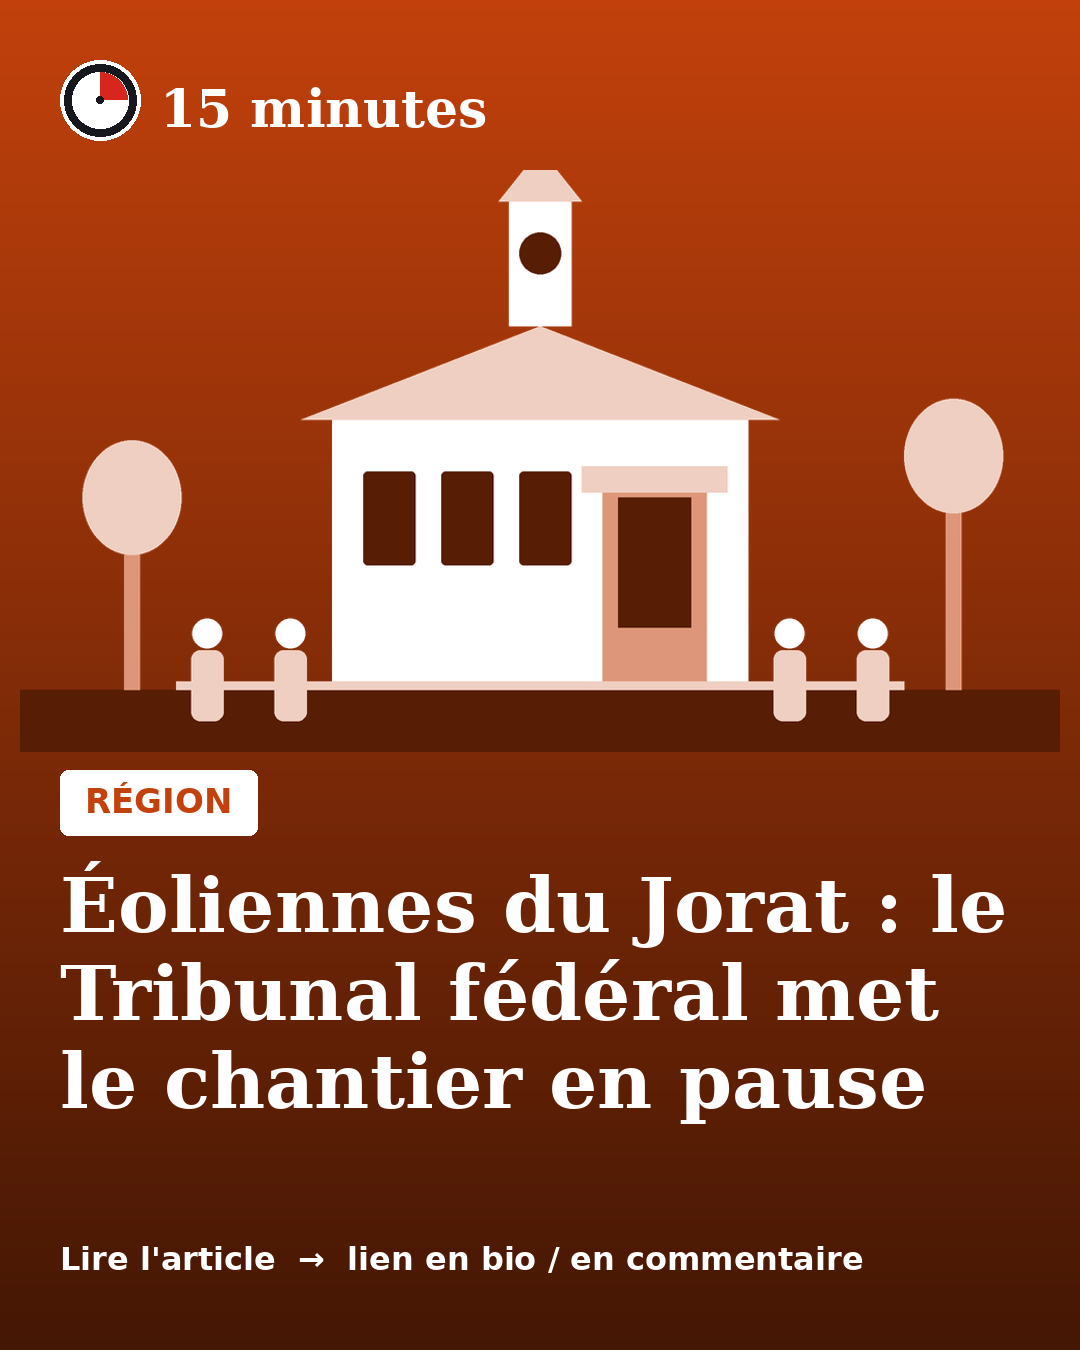 15 minutes
RÉGION
Éoliennes du Jorat : le
Tribunal fédéral met
le chantier en pause
Lire l'article → lien en bio / en commentaire